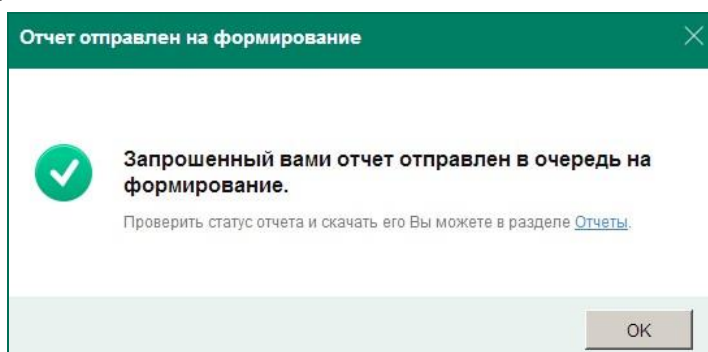 Отчет отправлен на формирование
Запрошенный вами отчет отправлен в очередь на
формирование.
Проверить статус отчета и скачать его Вы можете в разделе Отчеты.
OK